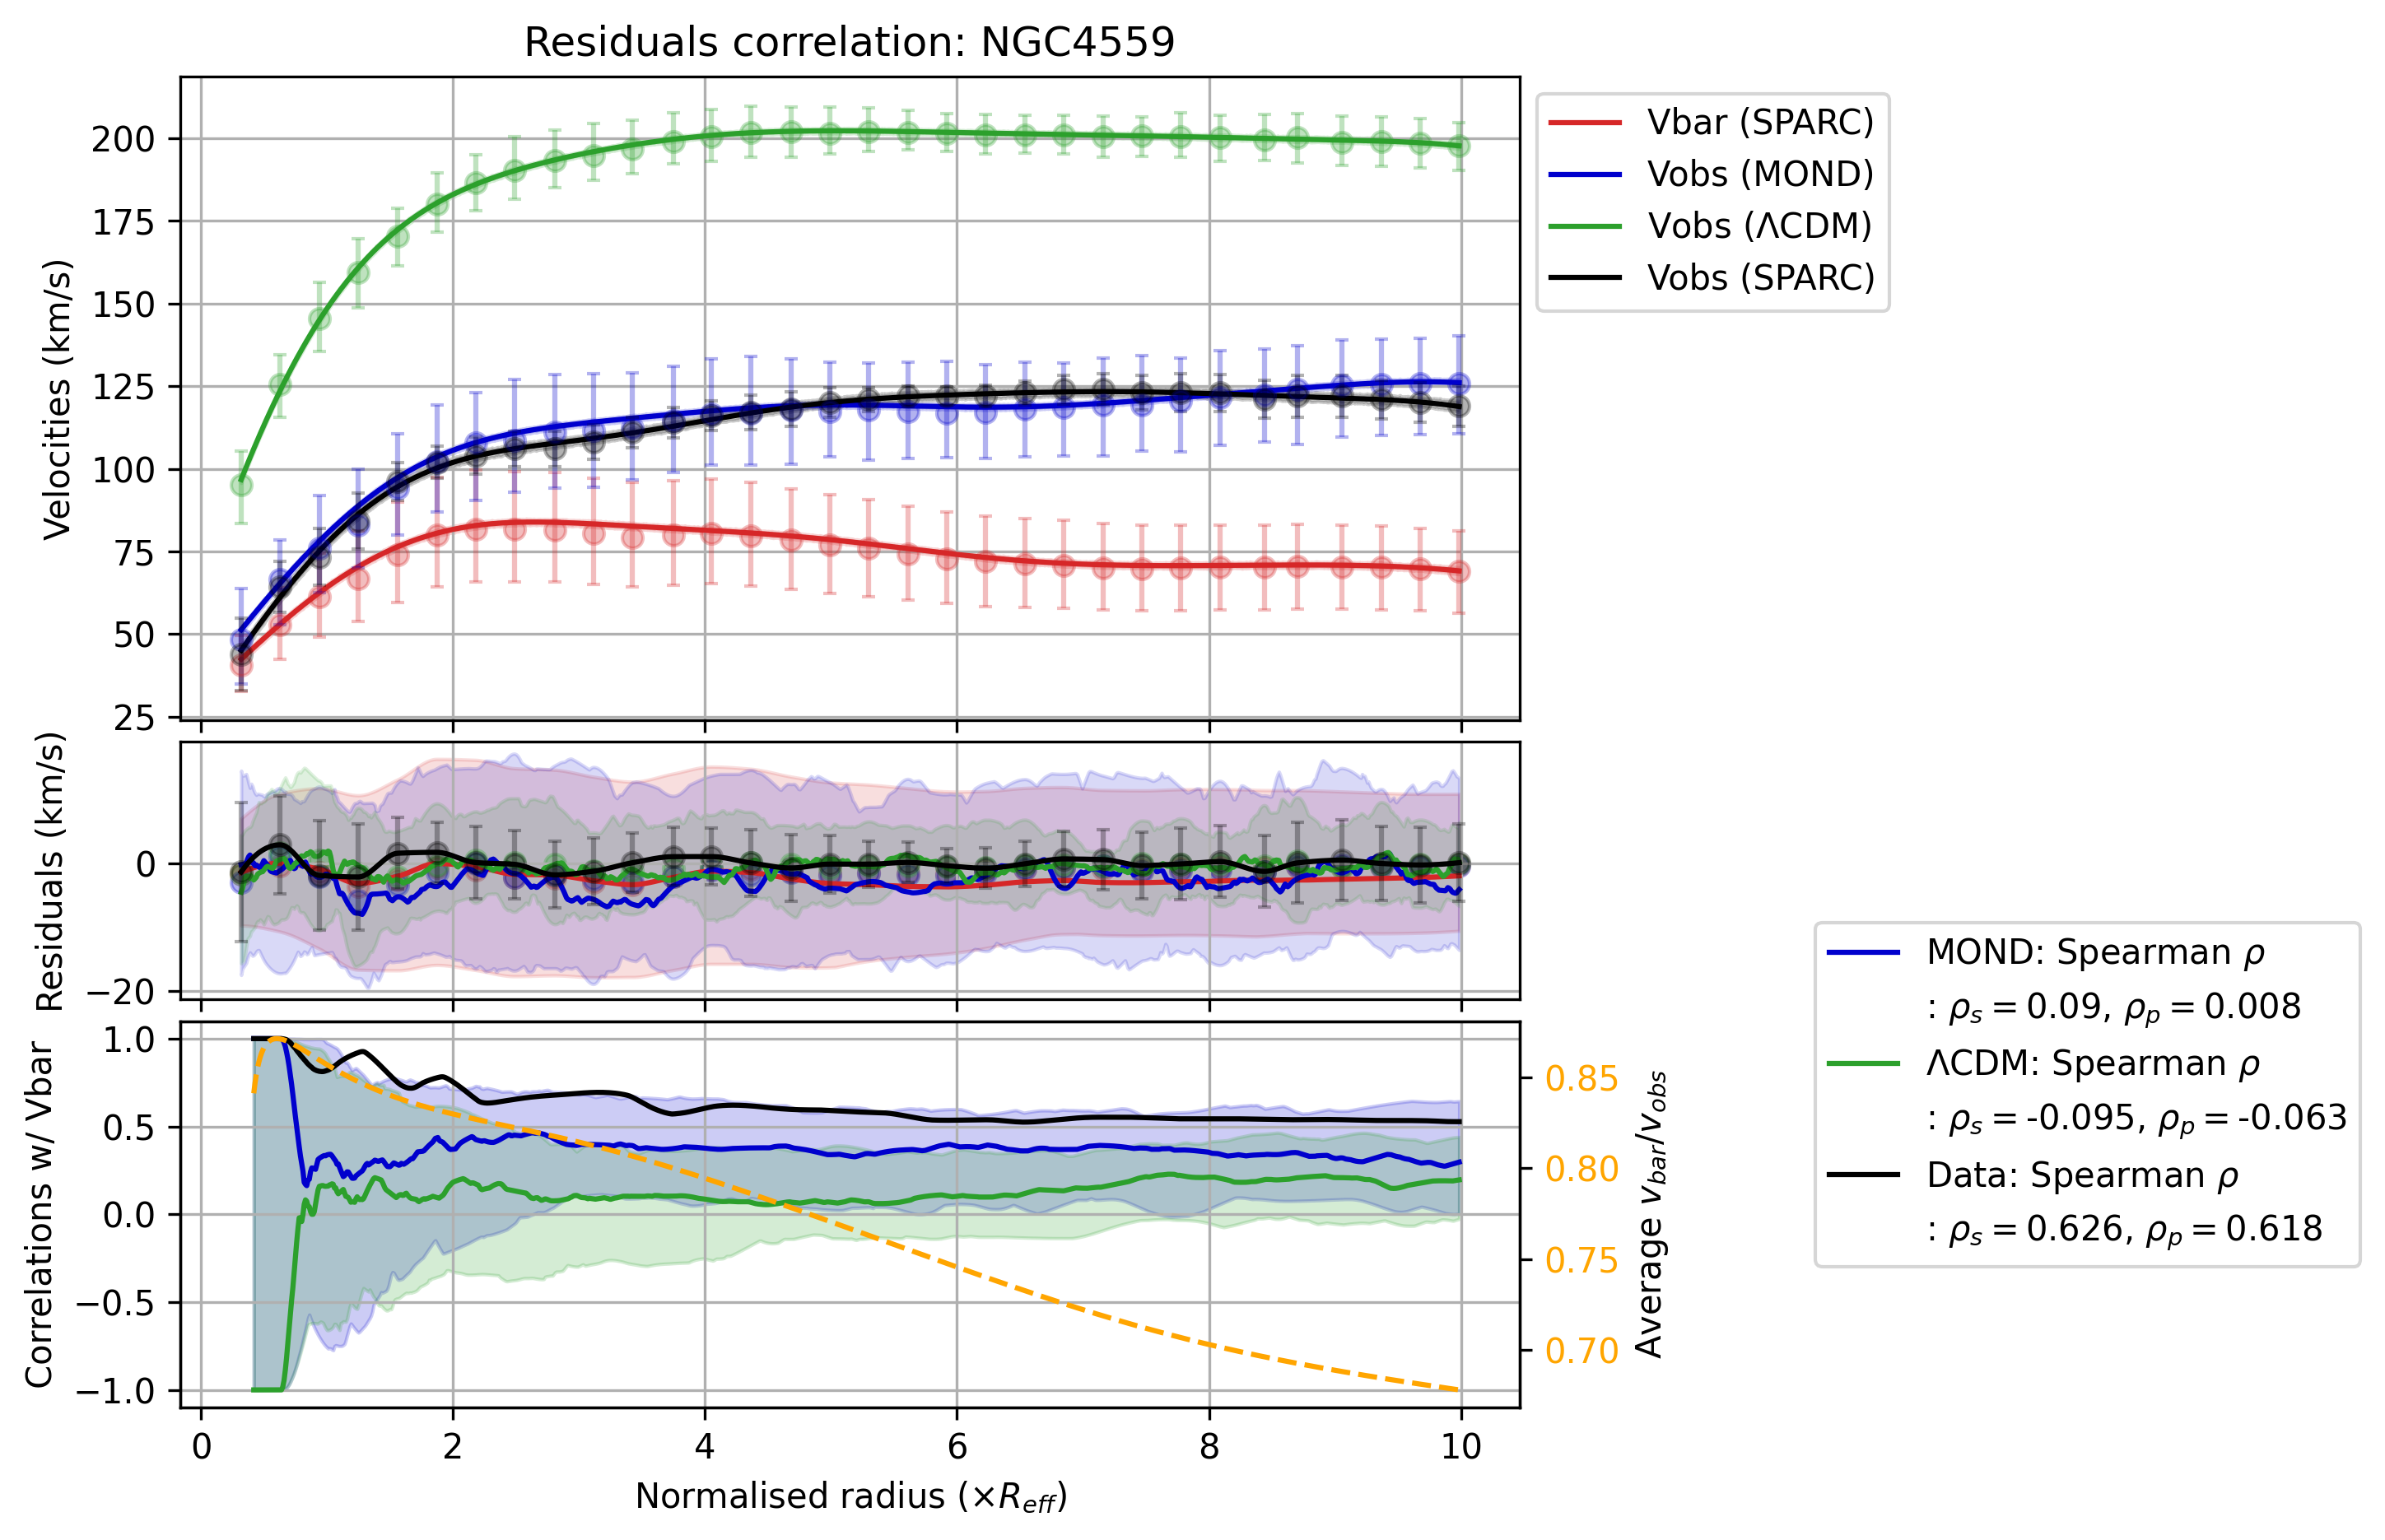 Residuals correlation: NGC4559
Velocities (km/s)
200
175
150
125
100
75
50
25
Vbar (SPARC)
Vobs (MOND)
Vobs (ΛCDM)
Vobs (SPARC)
Residuals (km/s)
0
−20
Correlations w/ Vbar
1.0
0.5
0.0
−0.5
−1.0
0.85
0.80
0.75
0.70
Average v_bar/v_obs
MOND: Spearman ρ
: ρ_s = 0.09, ρ_p = 0.008
ΛCDM: Spearman ρ
: ρ_s = -0.095, ρ_p = -0.063
Data: Spearman ρ
: ρ_s = 0.626, ρ_p = 0.618
0 2 4 6 8 10
Normalised radius (×R_eff)